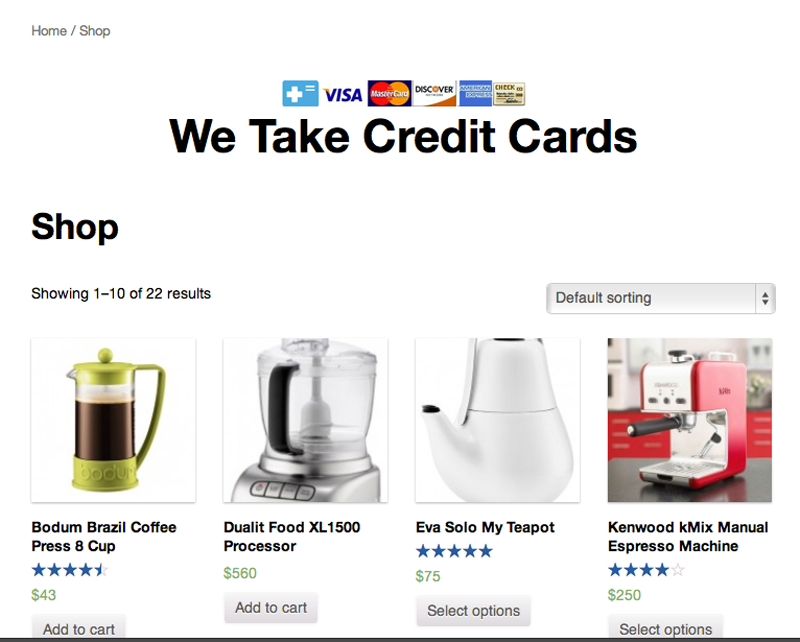 Home / Shop
VISA MasterCard DISCOVER AMERICAN EXPRESS CHECK
We Take Credit Cards
Shop
Showing 1–10 of 22 results
Default sorting
bodum
KENWOOD
kMix
Bodum Brazil Coffee
Press 8 Cup
$43
Add to cart
Dualit Food XL1500
Processor
$560
Add to cart
Eva Solo My Teapot
$75
Select options
Kenwood kMix Manual
Espresso Machine
$250
Select options